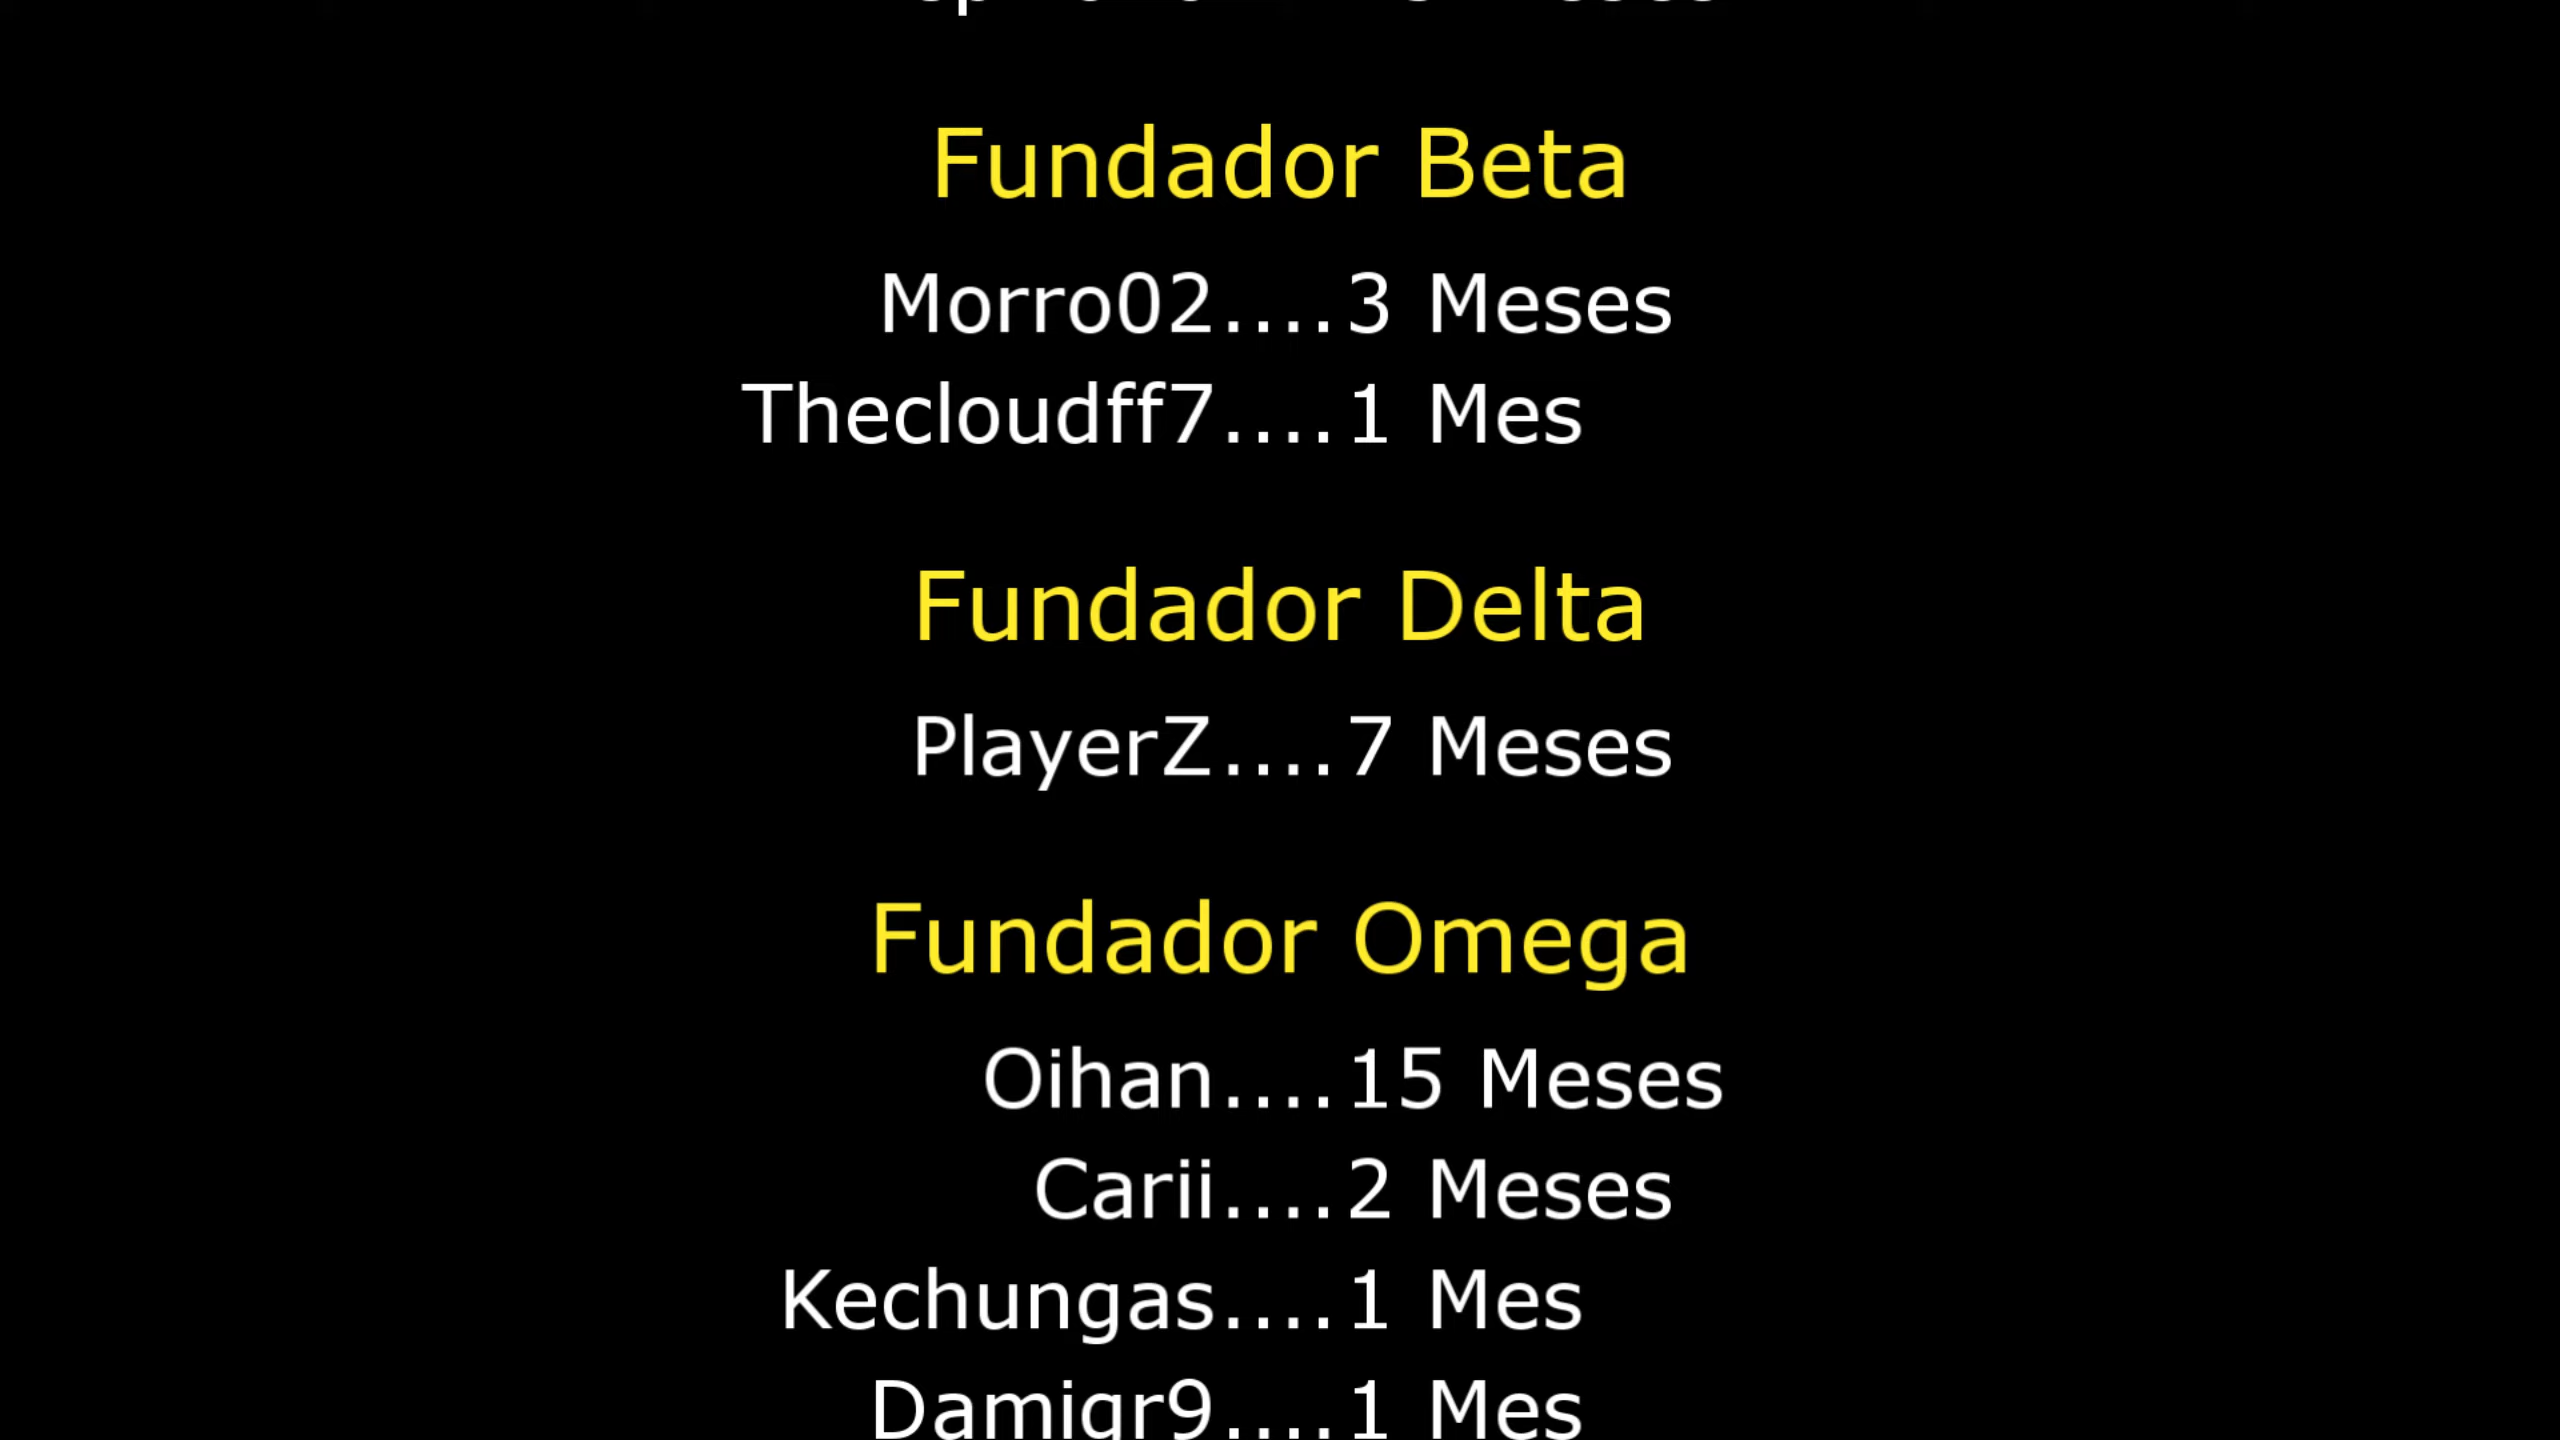 Fundador Beta
Morro02....3 Meses
Thecloudff7....1 Mes
Fundador Delta
PlayerZ....7 Meses
Fundador Omega
Oihan....15 Meses
Carii....2 Meses
Kechungas....1 Mes
Damigr9....1 Mes